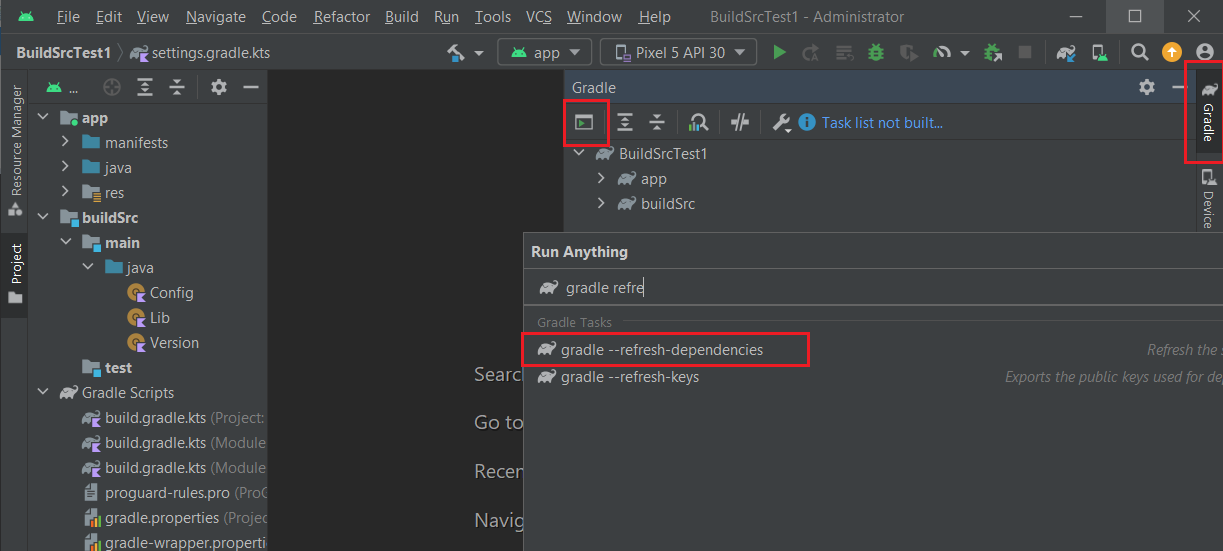 File Edit View Navigate Code Refactor Build Run Tools VCS Window Help BuildSrcTest1 - Administrator
BuildSrcTest1 settings.gradle.kts app Pixel 5 API 30
Resource Manager
Project
...
app
manifests
java
res
buildSrc
main
java
Config
Lib
Version
test
Gradle Scripts
build.gradle.kts (Project:
build.gradle.kts (Module
build.gradle.kts (Module
proguard-rules.pro (ProG
gradle.properties (Projec
gradle-wrapper.properti
Searc
Go to
Recen
Navig
Gradle
Task list not built...
BuildSrcTest1
app
buildSrc
Run Anything
gradle refre
Gradle Tasks
gradle --refresh-dependencies Refresh the s
gradle --refresh-keys Exports the public keys used for dep
Gradle
Device